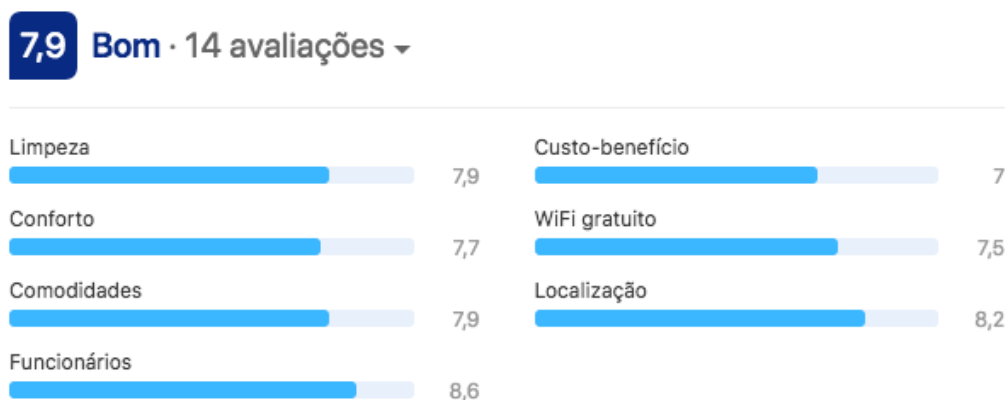 7,9 Bom · 14 avaliações
Limpeza 7,9
Custo-benefício 7
Conforto 7,7
WiFi gratuito 7,5
Comodidades 7,9
Localização 8,2
Funcionários 8,6